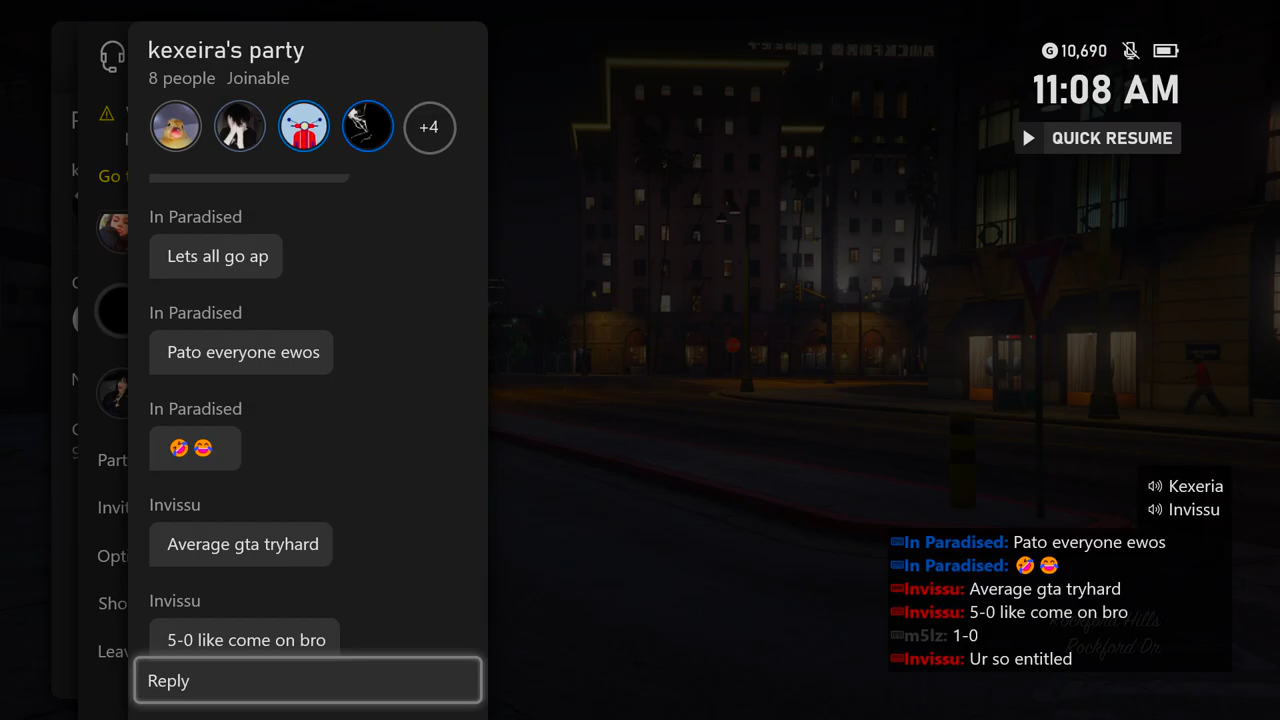 kexeira's party
8 people Joinable
+4
In Paradised
Lets all go ap
In Paradised
Pato everyone ewos
In Paradised
🤣 😂
Invissu
Average gta tryhard
Invissu
5-0 like come on bro
Reply
Go t
Part
Invit
Opti
Sho
Leav
G 10,690
11:08 AM
QUICK RESUME
Kexeria
Invissu
In Paradised: Pato everyone ewos
In Paradised: 🤣 😂
Invissu: Average gta tryhard
Invissu: 5-0 like come on bro
m5lz: 1-0
Invissu: Ur so entitled
Rockford Hills
Rockford Dr